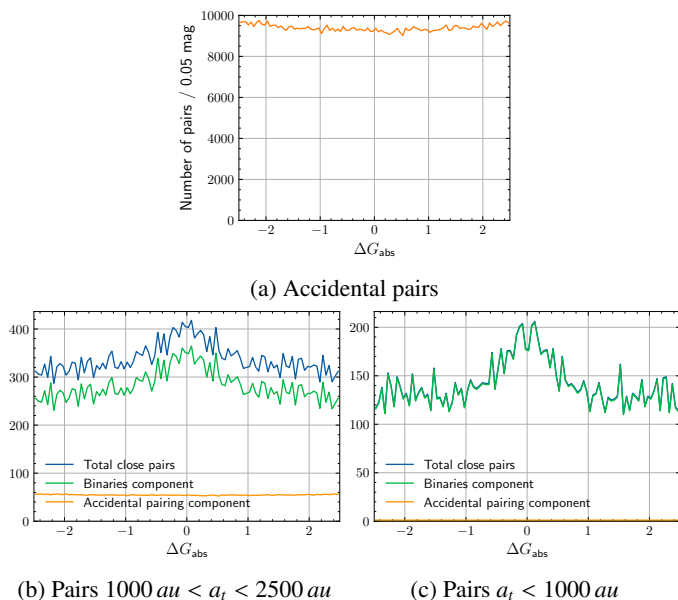 10000
8000
6000
4000
2000
0
Number of pairs / 0.05 mag
−2 −1 0 1 2
ΔG_abs
(a) Accidental pairs
400
300
200
100
0
Total close pairs
Binaries component
Accidental pairing component
−2 −1 0 1 2
ΔG_abs
200
150
100
50
0
Total close pairs
Binaries component
Accidental pairing component
−2 −1 0 1 2
ΔG_abs
(b) Pairs 1000 au < a_t < 2500 au
(c) Pairs a_t < 1000 au